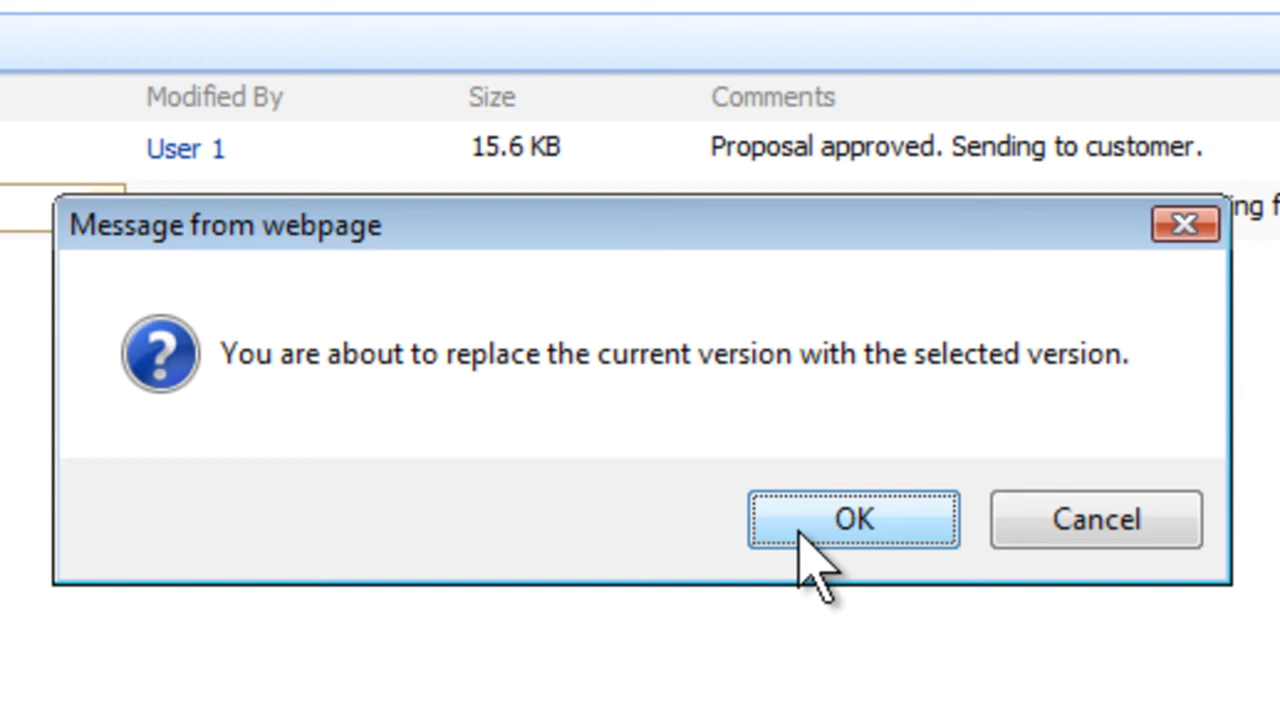 Modified By Size Comments
User 1 15.6 KB Proposal approved. Sending to customer.
Message from webpage
You are about to replace the current version with the selected version.
OK Cancel